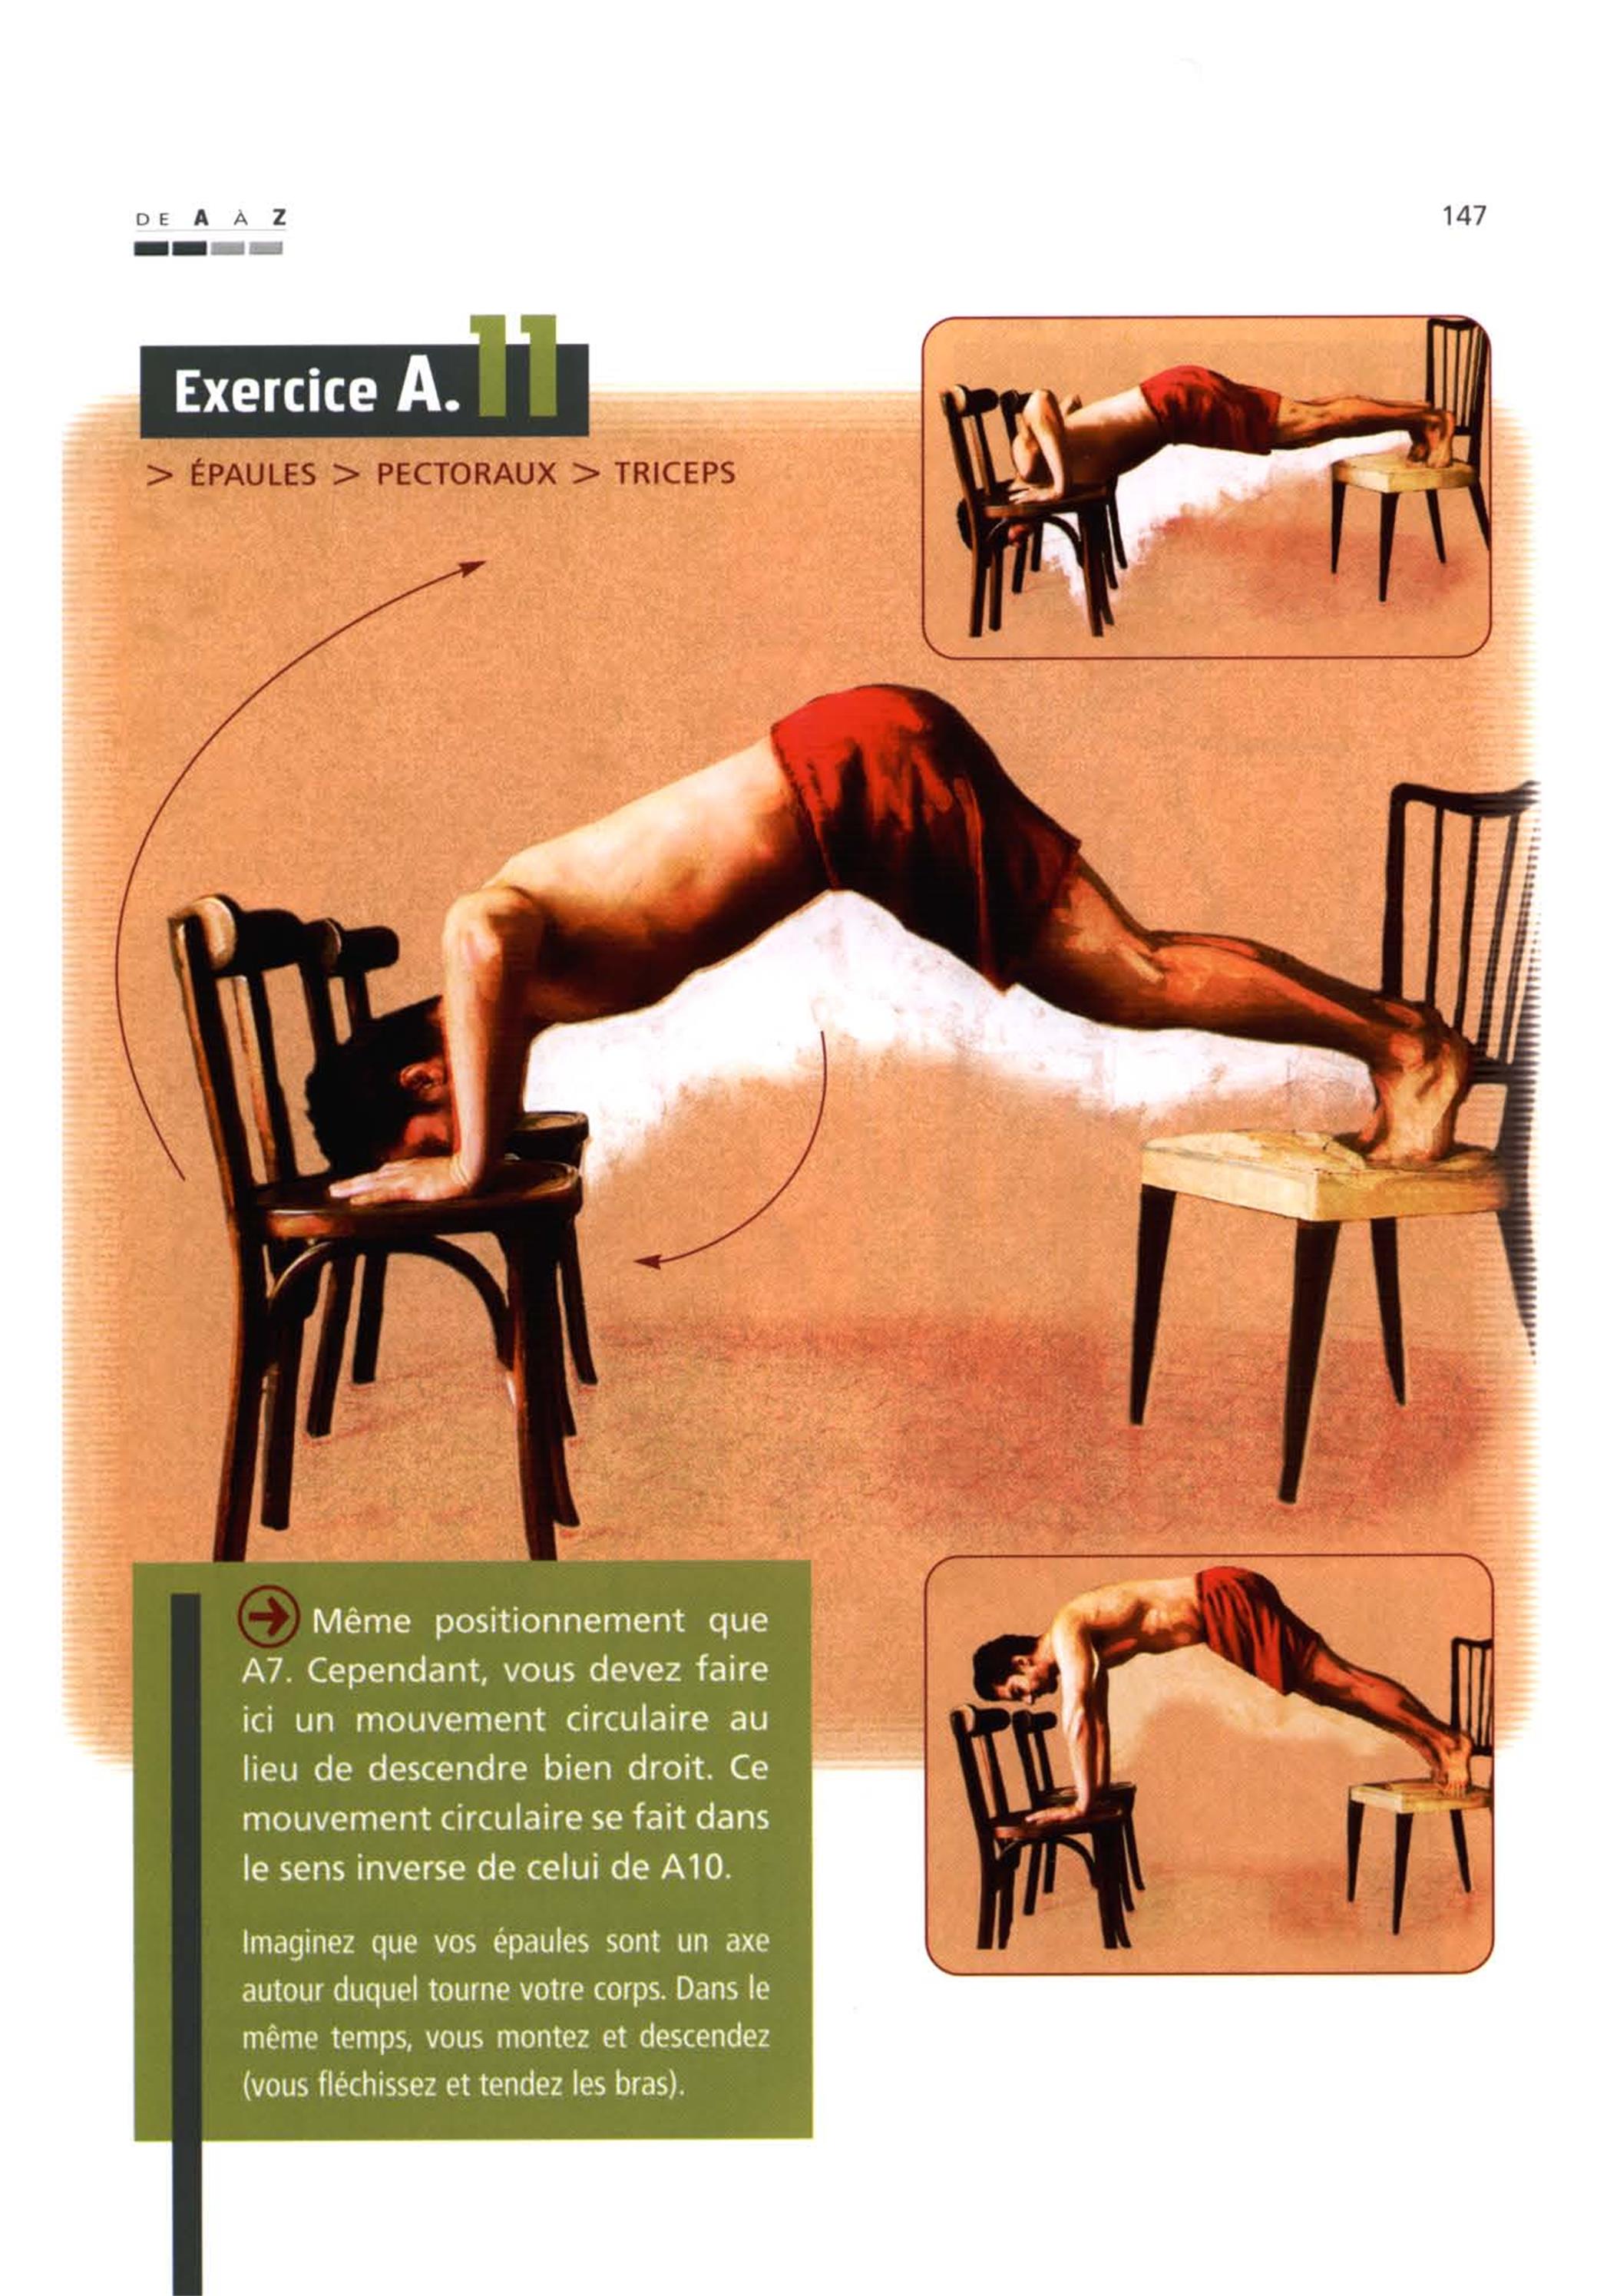 DE A À Z
147
Exercice A.11
> ÉPAULES > PECTORAUX > TRICEPS
Même positionnement que
A7. Cependant, vous devez faire
ici un mouvement circulaire au
lieu de descendre bien droit. Ce
mouvement circulaire se fait dans
le sens inverse de celui de A10.
Imaginez que vos épaules sont un axe
autour duquel tourne votre corps. Dans le
même temps, vous montez et descendez
(vous fléchissez et tendez les bras).